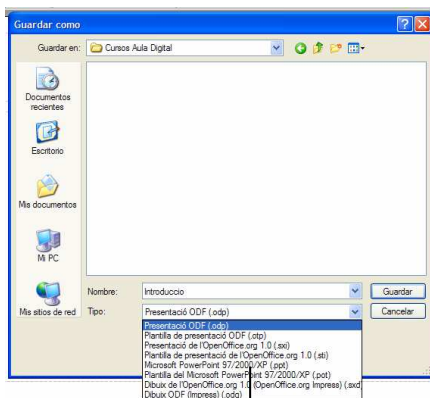 Guardar como
Guardar en: Cursos Aula Digital
Documentos
recientes
Escritorio
Mis documentos
Mi PC
Mis sitios de red
Nombre: Introduccio Guardar
Tipo: Presentació ODF (.odp) Cancelar
Presentació ODF (.odp)
Plantilla de presentació ODF (.otp)
Presentació de l'OpenOffice.org 1.0 (.sxi)
Plantilla de presentació de l'OpenOffice.org 1.0 (.sti)
Microsoft PowerPoint 97/2000/XP (.ppt)
Plantilla del Microsoft PowerPoint 97/2000/XP (.pot)
Dibuix de l'OpenOffice.org 1.0 (OpenOffice.org Impress) (.sxd
Dibuix ODF (Impress) (.odg)